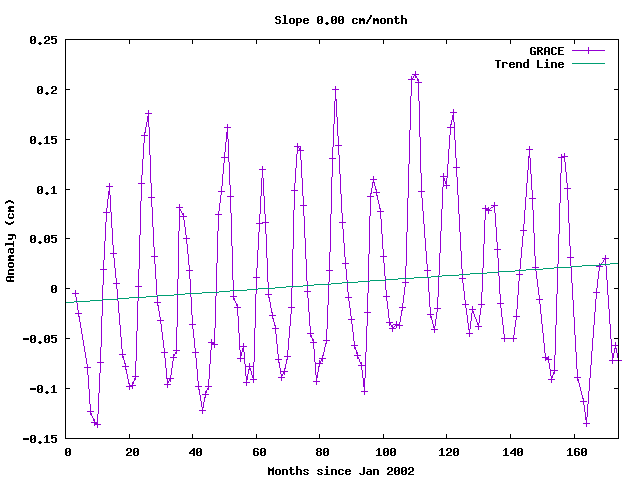 Slope 0.00 cm/month
GRACE
Trend Line
Anomaly (cm)
0.25
0.2
0.15
0.1
0.05
0
-0.05
-0.1
-0.15
0 20 40 60 80 100 120 140 160
Months since Jan 2002